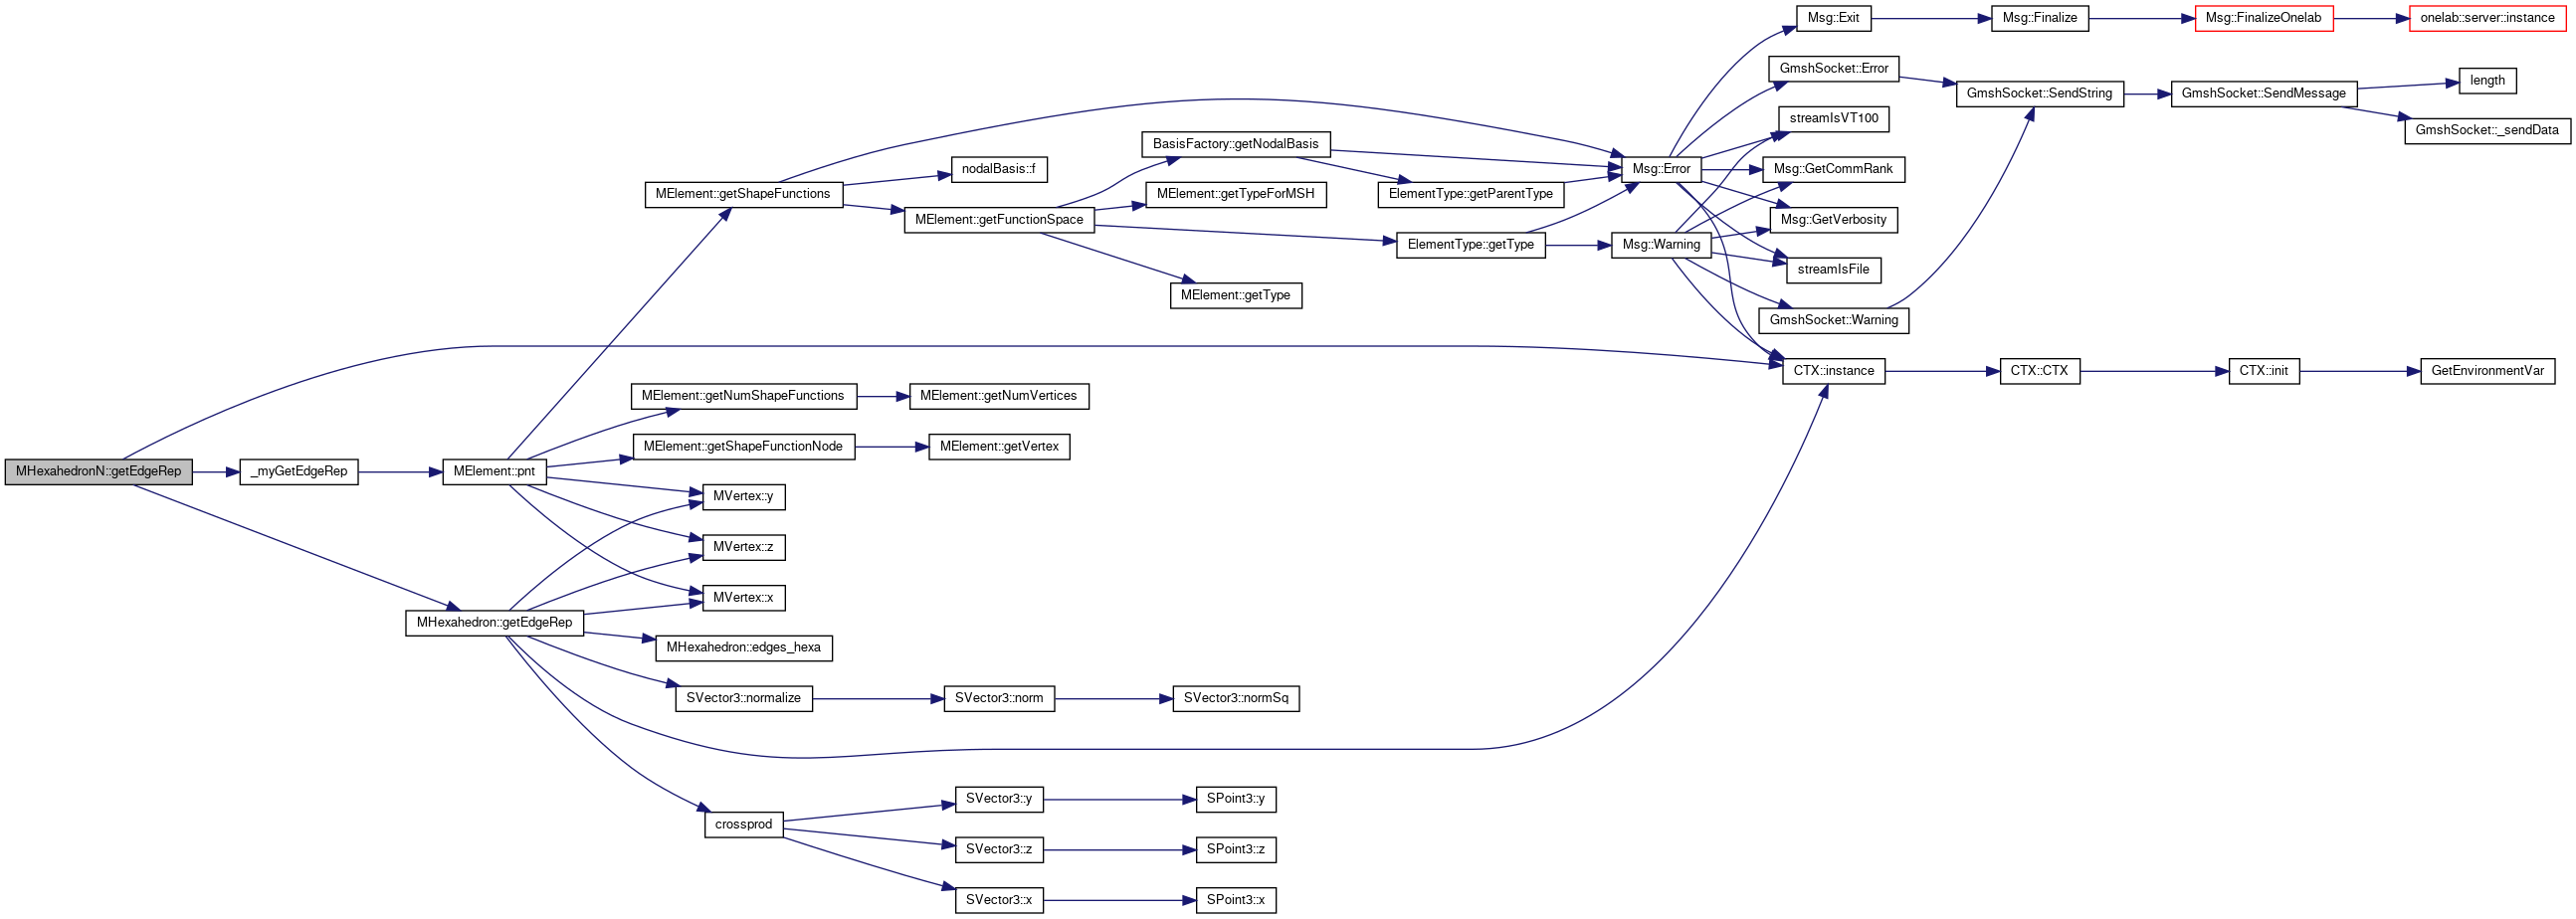 Msg::Exit
Msg::Finalize
Msg::FinalizeOnelab
onelab::server::instance
GmshSocket::Error
length
GmshSocket::SendString
GmshSocket::SendMessage
streamIsVT100
GmshSocket::_sendData
BasisFactory::getNodalBasis
nodalBasis::f
Msg::Error
Msg::GetCommRank
MElement::getShapeFunctions
MElement::getTypeForMSH
ElementType::getParentType
MElement::getFunctionSpace
Msg::GetVerbosity
ElementType::getType
Msg::Warning
streamIsFile
MElement::getType
GmshSocket::Warning
CTX::instance
CTX::CTX
CTX::init
GetEnvironmentVar
MElement::getNumShapeFunctions
MElement::getNumVertices
MElement::getShapeFunctionNode
MElement::getVertex
MHexahedronN::getEdgeRep
_myGetEdgeRep
MElement::pnt
MVertex::y
MVertex::z
MVertex::x
MHexahedron::getEdgeRep
MHexahedron::edges_hexa
SVector3::normalize
SVector3::norm
SVector3::normSq
SVector3::y
SPoint3::y
crossprod
SVector3::z
SPoint3::z
SVector3::x
SPoint3::x